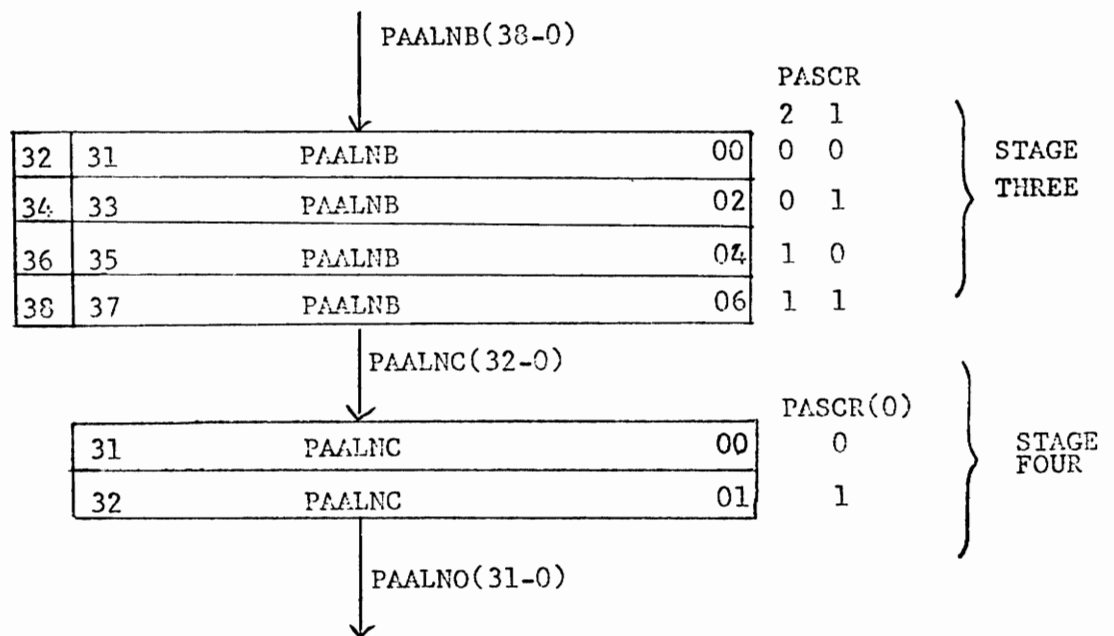 PAALNB(38-0)
PASCR
2 1
32 31 PAALNB 00 0 0
34 33 PAALNB 02 0 1
36 35 PAALNB 04 1 0
38 37 PAALNB 06 1 1
STAGE
THREE
PAALNC(32-0)
PASCR(0)
31 PAALNC 00 0
32 PAALNC 01 1
STAGE
FOUR
PAALNO(31-0)